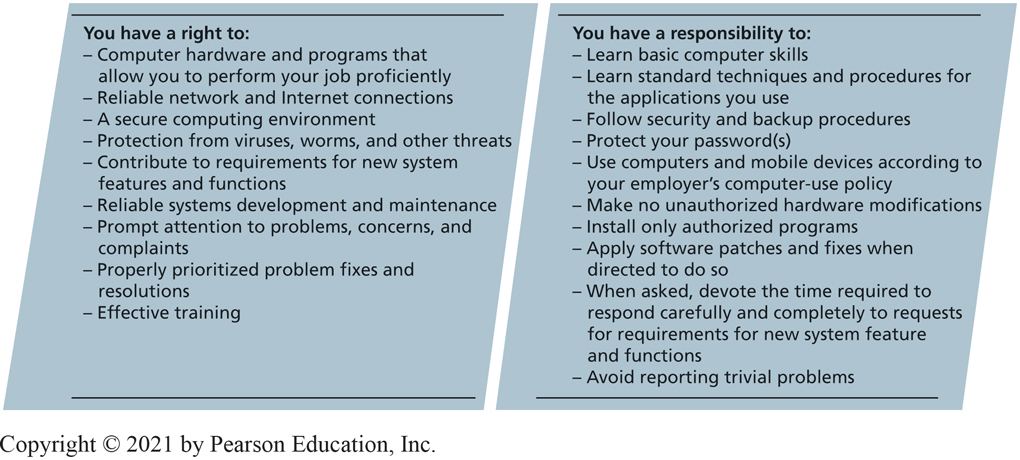 You have a right to:
– Computer hardware and programs that
allow you to perform your job proficiently
– Reliable network and Internet connections
– A secure computing environment
– Protection from viruses, worms, and other threats
– Contribute to requirements for new system
features and functions
– Reliable systems development and maintenance
– Prompt attention to problems, concerns, and
complaints
– Properly prioritized problem fixes and
resolutions
– Effective training
You have a responsibility to:
– Learn basic computer skills
– Learn standard techniques and procedures for
the applications you use
– Follow security and backup procedures
– Protect your password(s)
– Use computers and mobile devices according to
your employer’s computer-use policy
– Make no unauthorized hardware modifications
– Install only authorized programs
– Apply software patches and fixes when
directed to do so
– When asked, devote the time required to
respond carefully and completely to requests
for requirements for new system feature
and functions
– Avoid reporting trivial problems
Copyright © 2021 by Pearson Education, Inc.